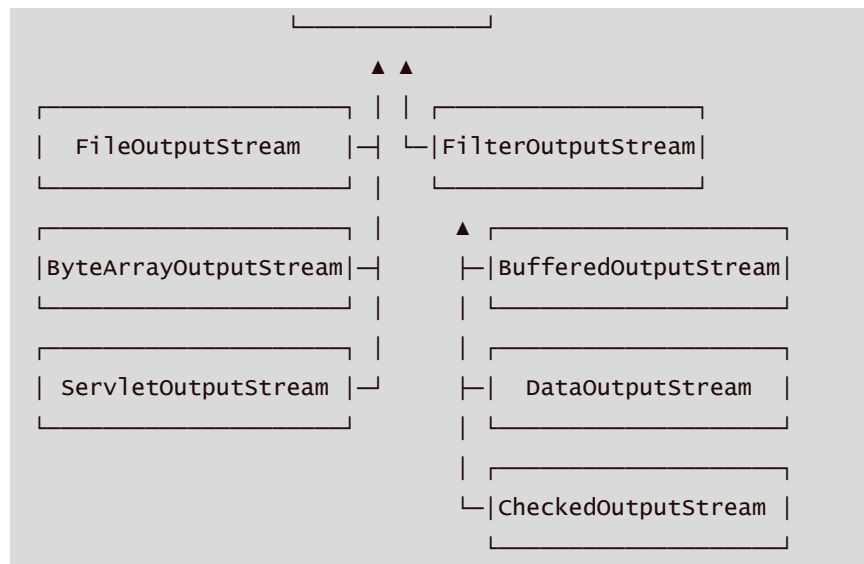 FileOutputStream FilterOutputStream
ByteArrayOutputStream BufferedOutputStream
ServletOutputStream DataOutputStream
CheckedOutputStream